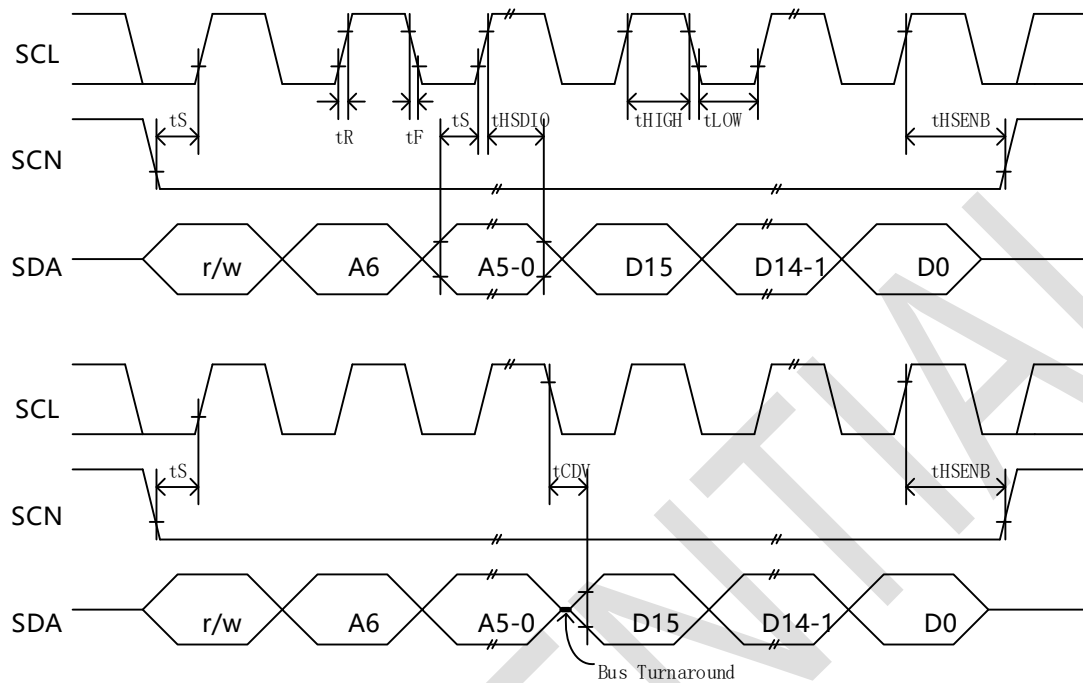 SCL
tS
tR
tF
tS
tHSDIO
tHIGH
tLOW
tHSENB
SCN
SDA
r/w
A6
A5-0
D15
D14-1
D0
SCL
tS
tCDV
tHSENB
SCN
SDA
r/w
A6
A5-0
D15
D14-1
D0
Bus Turnaround
ENTIAL